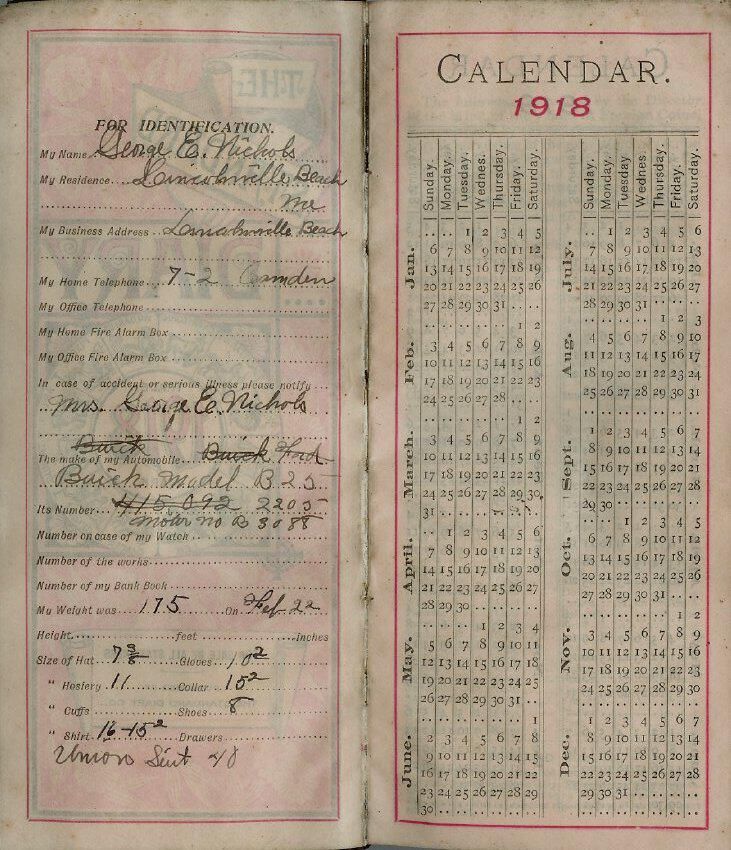 FOR IDENTIFICATION.
My Name George E. Nichols
My Residence Lincolnville Beach
Me
My Business Address Lincolnville Beach
My Home Telephone 7-2 Camden
My Office Telephone
My Home Fire Alarm Box
My Office Fire Alarm Box
In case of accident or serious illness please notify
Mrs. George E. Nichols
Buick
The make of my Automobile Buick Ford
Buick Model B 25
Its Number 415,092 2205
Motor no B 3088
Number on case of my Watch
Number of the works
Number of my Bank Book
My Weight was 175 On Feb 22
Height feet inches
Size of Hat 7 3/8 Gloves 10 2
" Hosiery 11 Collar 15 2
" Cuffs Shoes 8
" Shirt 16-15 2 Drawers
Union Suit 40
CALENDAR.
1918
Sunday. Monday. Tuesday. Wednes. Thursday. Friday. Saturday.
Jan.
1 2 3 4 5
6 7 8 9 10 11 12
13 14 15 16 17 18 19
20 21 22 23 24 25 26
27 28 29 30 31
Feb.
1 2
3 4 5 6 7 8 9
10 11 12 13 14 15 16
17 18 19 20 21 22 23
24 25 26 27 28
March.
1 2
3 4 5 6 7 8 9
10 11 12 13 14 15 16
17 18 19 20 21 22 23
24 25 26 27 28 29 30
31
April.
1 2 3 4 5 6
7 8 9 10 11 12 13
14 15 16 17 18 19 20
21 22 23 24 25 26 27
28 29 30
May.
1 2 3 4
5 6 7 8 9 10 11
12 13 14 15 16 17 18
19 20 21 22 23 24 25
26 27 28 29 30 31
June.
1
2 3 4 5 6 7 8
9 10 11 12 13 14 15
16 17 18 19 20 21 22
23 24 25 26 27 28 29
30
Sunday. Monday. Tuesday Wednes Thursday. Friday. Saturday.
July.
1 2 3 4 5 6
7 8 9 10 11 12 13
14 15 16 17 18 19 20
21 22 23 24 25 26 27
28 29 30 31
Aug.
1 2 3
4 5 6 7 8 9 10
11 12 13 14 15 16 17
18 19 20 21 22 23 24
25 26 27 28 29 30 31
Sept.
1 2 3 4 5 6 7
8 9 10 11 12 13 14
15 16 17 18 19 20 21
22 23 24 25 26 27 28
29 30
Oct.
1 2 3 4 5
6 7 8 9 10 11 12
13 14 15 16 17 18 19
20 21 22 23 24 25 26
27 28 29 30 31
Nov.
1 2
3 4 5 6 7 8 9
10 11 12 13 14 15 16
17 18 19 20 21 22 23
24 25 26 27 28 29 30
Dec.
1 2 3 4 5 6 7
8 9 10 11 12 13 14
15 16 17 18 19 20 21
22 23 24 25 26 27 28
29 30 31